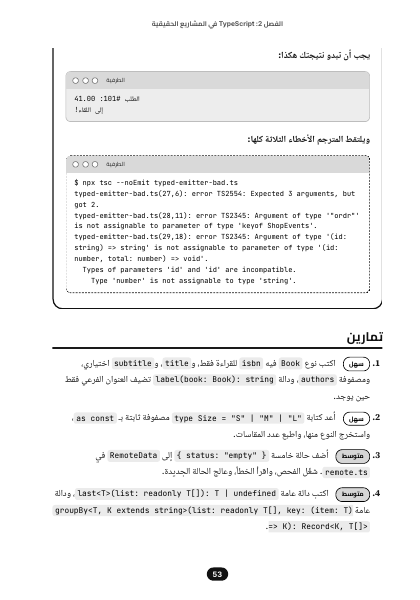 الفصل 2: TypeScript في المشاريع الحقيقية
يجب أن تبدو نتيجتك هكذا:
الطرفية
الطلب #101: 41.00
إلى اللقاء!
ويلتقط المترجم الأخطاء الثلاثة كلها:
الطرفية
$ npx tsc --noEmit typed-emitter-bad.ts
typed-emitter-bad.ts(27,6): error TS2554: Expected 3 arguments, but
got 2.
typed-emitter-bad.ts(28,11): error TS2345: Argument of type '"ordr"'
is not assignable to parameter of type 'keyof ShopEvents'.
typed-emitter-bad.ts(29,18): error TS2345: Argument of type '(id:
string) => string' is not assignable to parameter of type '(id:
number, total: number) => void'.
Types of parameters 'id' and 'id' are incompatible.
Type 'number' is not assignable to type 'string'.
تمارين
1. سهل اكتب نوع Book فيه isbn للقراءة فقط، و title، و subtitle اختياري،
ومصفوفة authors، ودالة label(book: Book): string تضيف العنوان الفرعي فقط
حين يوجد.
2. سهل أعد كتابة type Size = "S" | "M" | "L" مصفوفة ثابتة بـ as const،
واستخرج النوع منها، واطبع عدد المقاسات.
3. متوسط أضف حالة خامسة { status: "empty" } إلى RemoteData في
remote.ts. شغّل الفحص، واقرأ الخطأ، وعالج الحالة الجديدة.
4. متوسط اكتب دالة عامة last<T>(list: readonly T[]): T | undefined، ودالة
عامة groupBy<T, K extends string>(list: readonly T[], key: (item: T)
=> K): Record<K, T[]>.
53